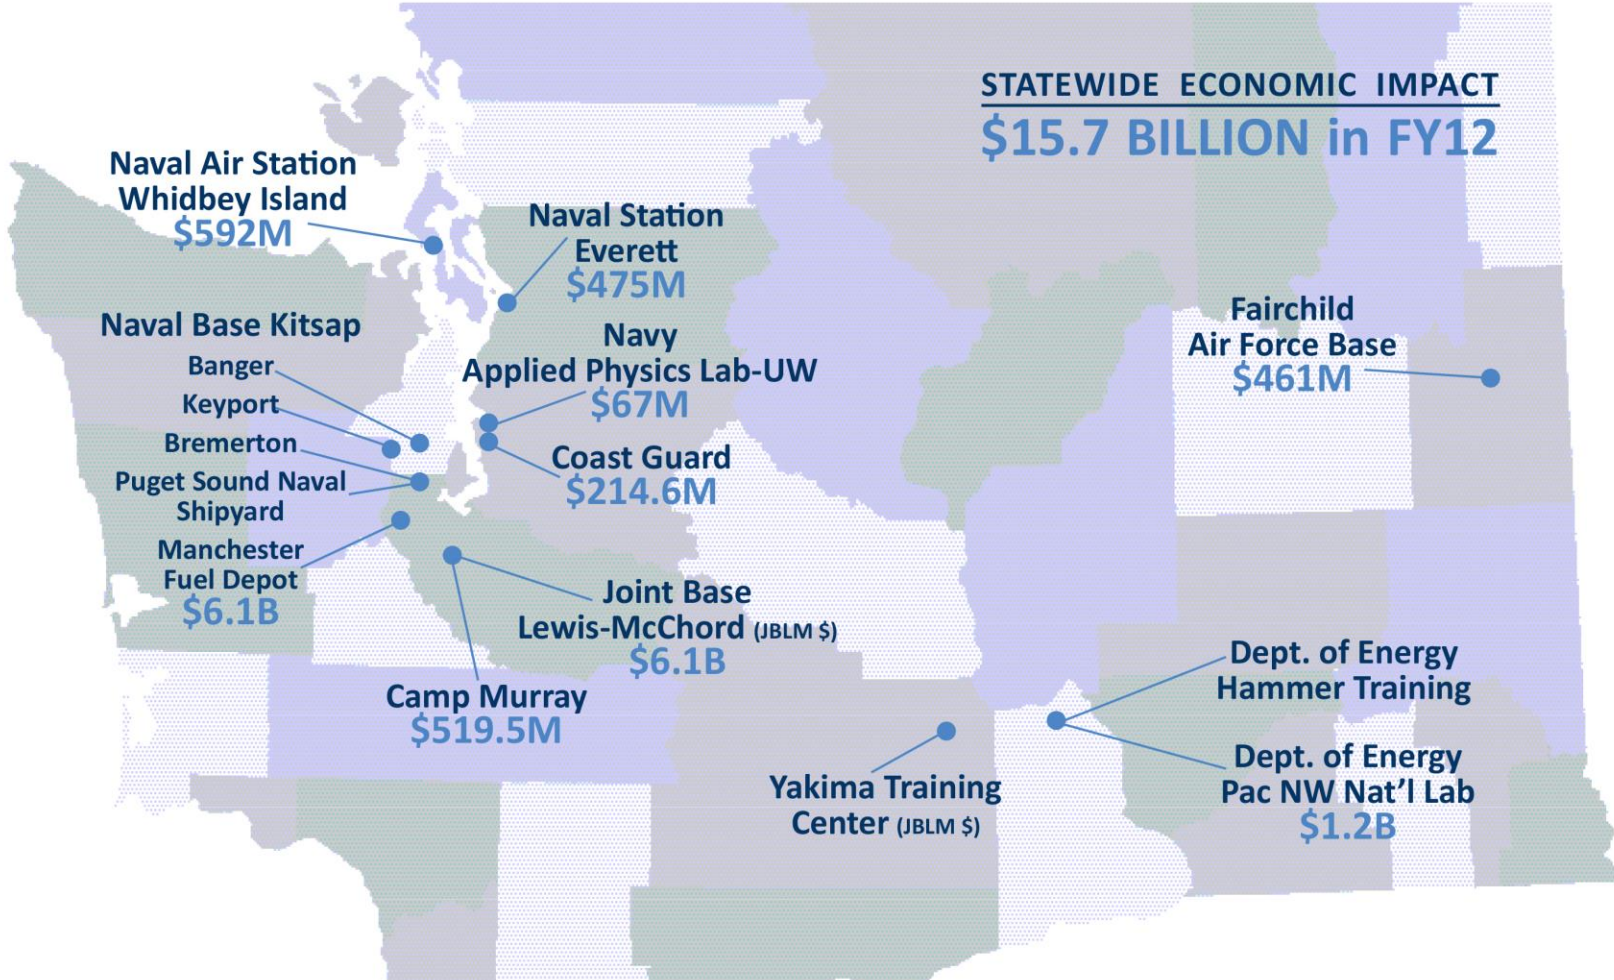 STATEWIDE ECONOMIC IMPACT
$15.7 BILLION in FY12
Naval Air Station
Whidbey Island
$592M
Naval Station
Everett
$475M
Naval Base Kitsap
Banger
Keyport
Bremerton
Puget Sound Naval
Shipyard
Manchester
Fuel Depot
$6.1B
Navy
Applied Physics Lab-UW
$67M
Coast Guard
$214.6M
Fairchild
Air Force Base
$461M
Joint Base
Lewis-McChord (JBLM $)
$6.1B
Camp Murray
$519.5M
Yakima Training
Center (JBLM $)
Dept. of Energy
Hammer Training
Dept. of Energy
Pac NW Nat’l Lab
$1.2B